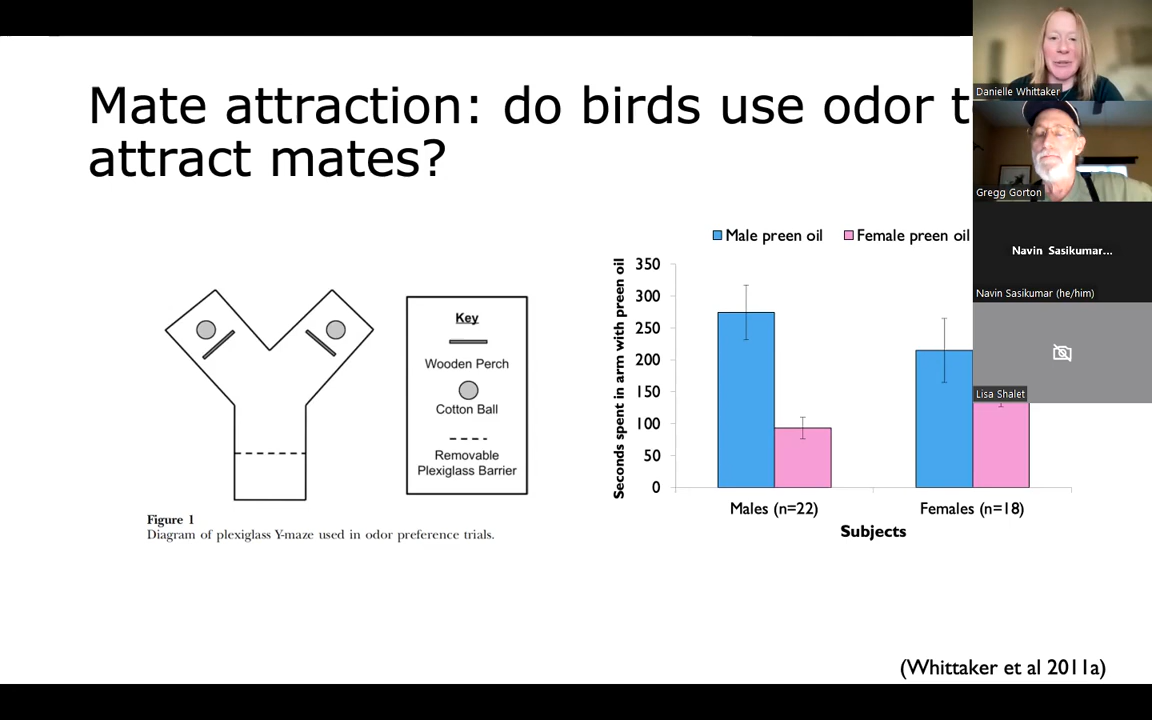 Mate attraction: do birds use odor t
attract mates?
Key
Wooden Perch
Cotton Ball
Removable
Plexiglass Barrier
Figure 1
Diagram of plexiglass Y-maze used in odor preference trials.
Male preen oil
Female preen oil
Seconds spent in arm with preen oil
350
300
250
200
150
100
50
0
Males (n=22)
Females (n=18)
Subjects
(Whittaker et al 2011a)
Danielle Whittaker
Gregg Gorton
Navin Sasikumar...
Navin Sasikumar (he/him)
Lisa Shalet